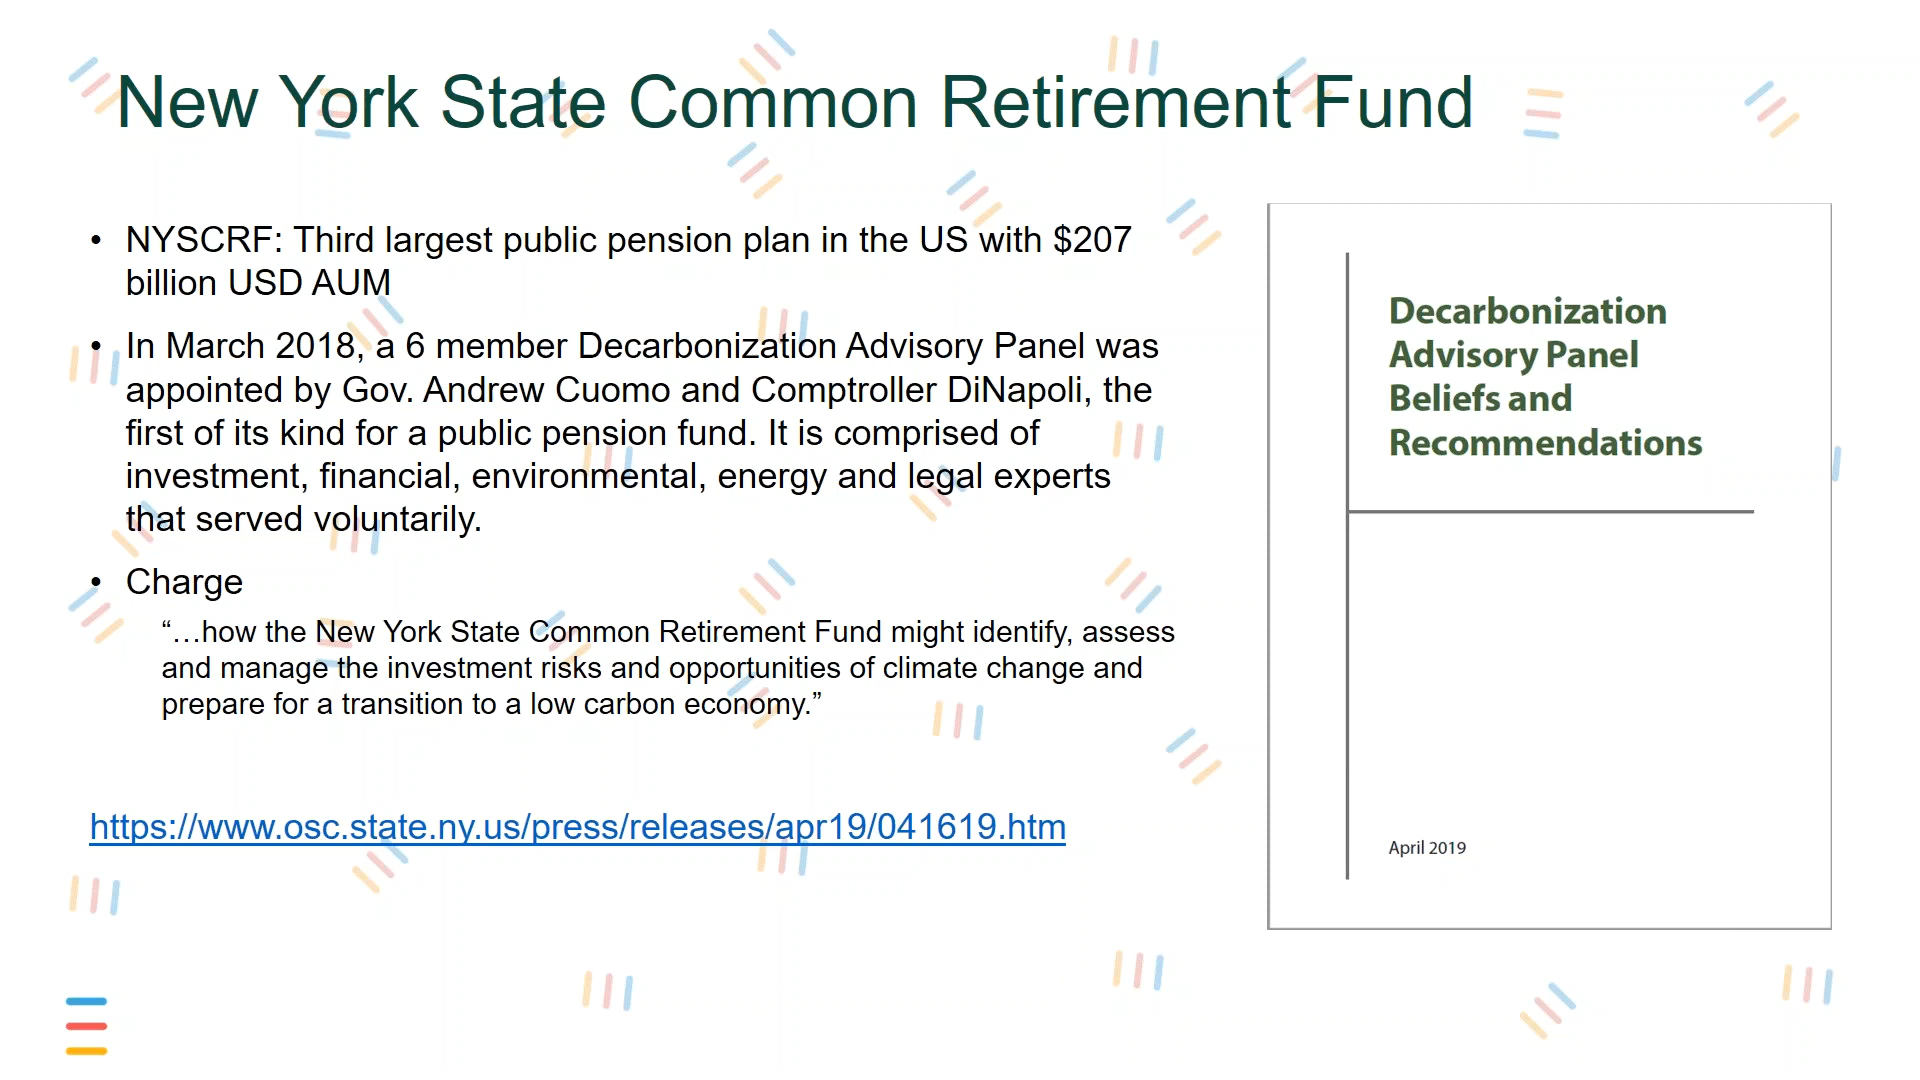 New York State Common Retirement Fund
• NYSCRF: Third largest public pension plan in the US with $207
billion USD AUM
• In March 2018, a 6 member Decarbonization Advisory Panel was
appointed by Gov. Andrew Cuomo and Comptroller DiNapoli, the
first of its kind for a public pension fund. It is comprised of
investment, financial, environmental, energy and legal experts
that served voluntarily.
• Charge
“…how the New York State Common Retirement Fund might identify, assess
and manage the investment risks and opportunities of climate change and
prepare for a transition to a low carbon economy.”
https://www.osc.state.ny.us/press/releases/apr19/041619.htm
Decarbonization
Advisory Panel
Beliefs and
Recommendations
April 2019